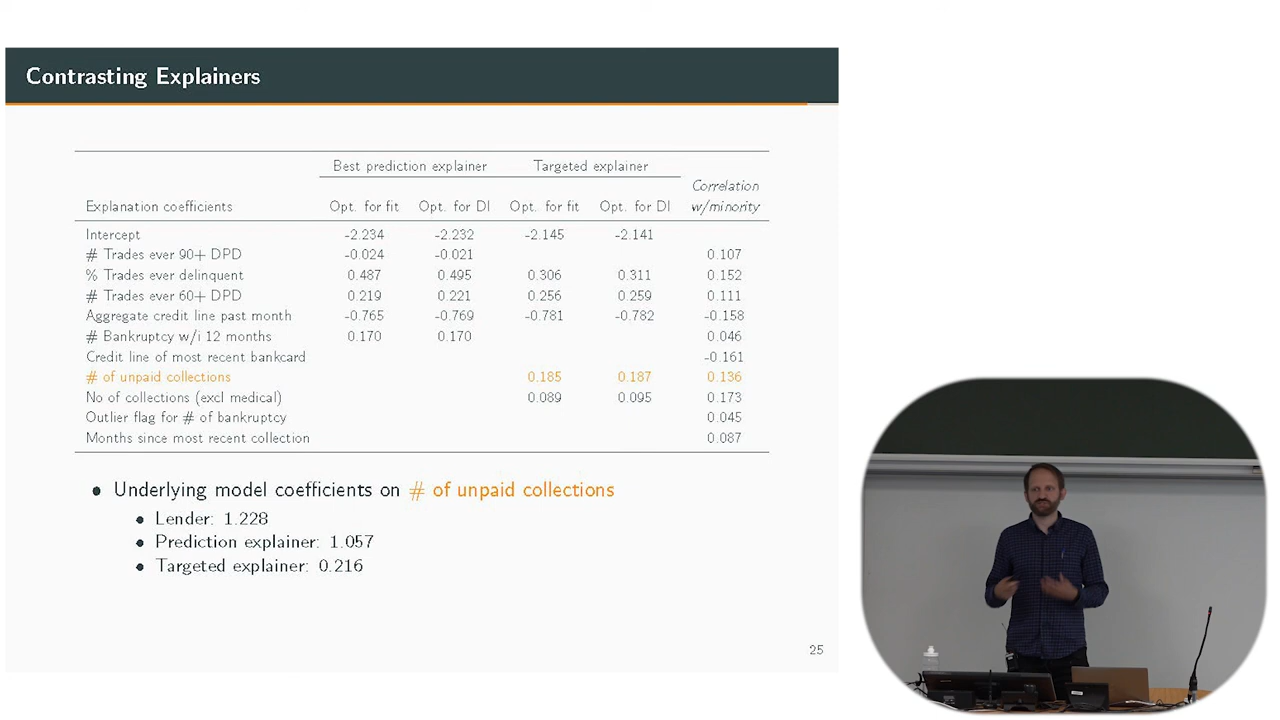 Contrasting Explainers
Best prediction explainer Targeted explainer
Correlation
Explanation coefficients Opt. for fit Opt. for DI Opt. for fit Opt. for DI w/minority
Intercept -2.234 -2.232 -2.145 -2.141
# Trades ever 90+ DPD -0.024 -0.021 0.107
% Trades ever delinquent 0.487 0.495 0.306 0.311 0.152
# Trades ever 60+ DPD 0.219 0.221 0.256 0.259 0.111
Aggregate credit line past month -0.765 -0.769 -0.781 -0.782 -0.158
# Bankruptcy w/i 12 months 0.170 0.170 0.046
Credit line of most recent bankcard -0.161
# of unpaid collections 0.185 0.187 0.136
No of collections (excl medical) 0.089 0.095 0.173
Outlier flag for # of bankruptcy 0.045
Months since most recent collection 0.087
• Underlying model coefficients on # of unpaid collections
• Lender: 1.228
• Prediction explainer: 1.057
• Targeted explainer: 0.216
25